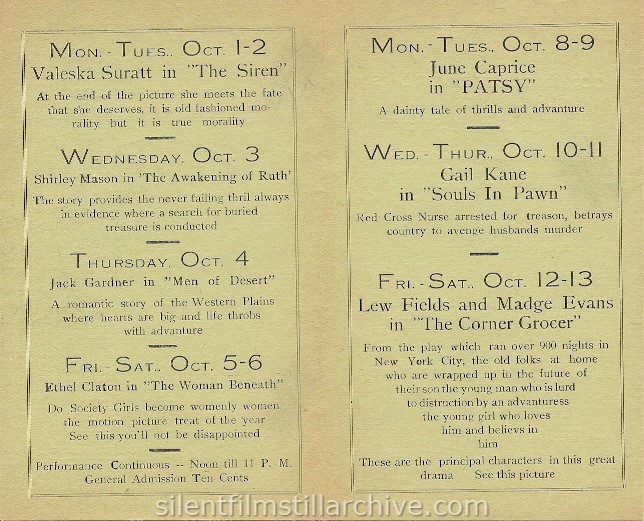 Mon. - Tues., Oct. 1-2
Valeska Suratt in "The Siren"
At the end of the picture she meets the fate
that she deserves, it is old fashioned mo-
rality but it is true morality
Wednesday, Oct. 3
Shirley Mason in 'The Awakening of Ruth'
The story provides the never failing thril always
in evidence where a search for buried
treasure is conducted
Thursday, Oct. 4
Jack Gardner in "Men of Desert"
A romantic story of the Western Plains
where hearts are big and life throbs
with advanture
Fri. - Sat., Oct. 5-6
Ethel Claton in "The Woman Beneath"
Do Society Girls become womenly women
the motion picture treat of the year
See this you'll not be disappointed
Performance Continuous -- Noon till 11 P. M.
General Admission Ten Cents
Mon. - Tues., Oct. 8-9
June Caprice
in "PATSY"
A dainty tale of thrills and advanture
Wed. - Thur., Oct. 10-11
Gail Kane
in "Souls In Pawn"
Red Cross Nurse arrested for treason, betrays
country to avenge husbands murder
Fri. - Sat., Oct. 12-13
Lew Fields and Madge Evans
in "The Corner Grocer"
From the play which ran over 900 nights in
New York City, the old folks at home
who are wrapped up in the future of
their son the young man who is lurd
to distruction by an advanturess
the young girl who loves
him and believs in
him
These are the principal characters in this great
drama See this picture
silentfilmstillarchive.com